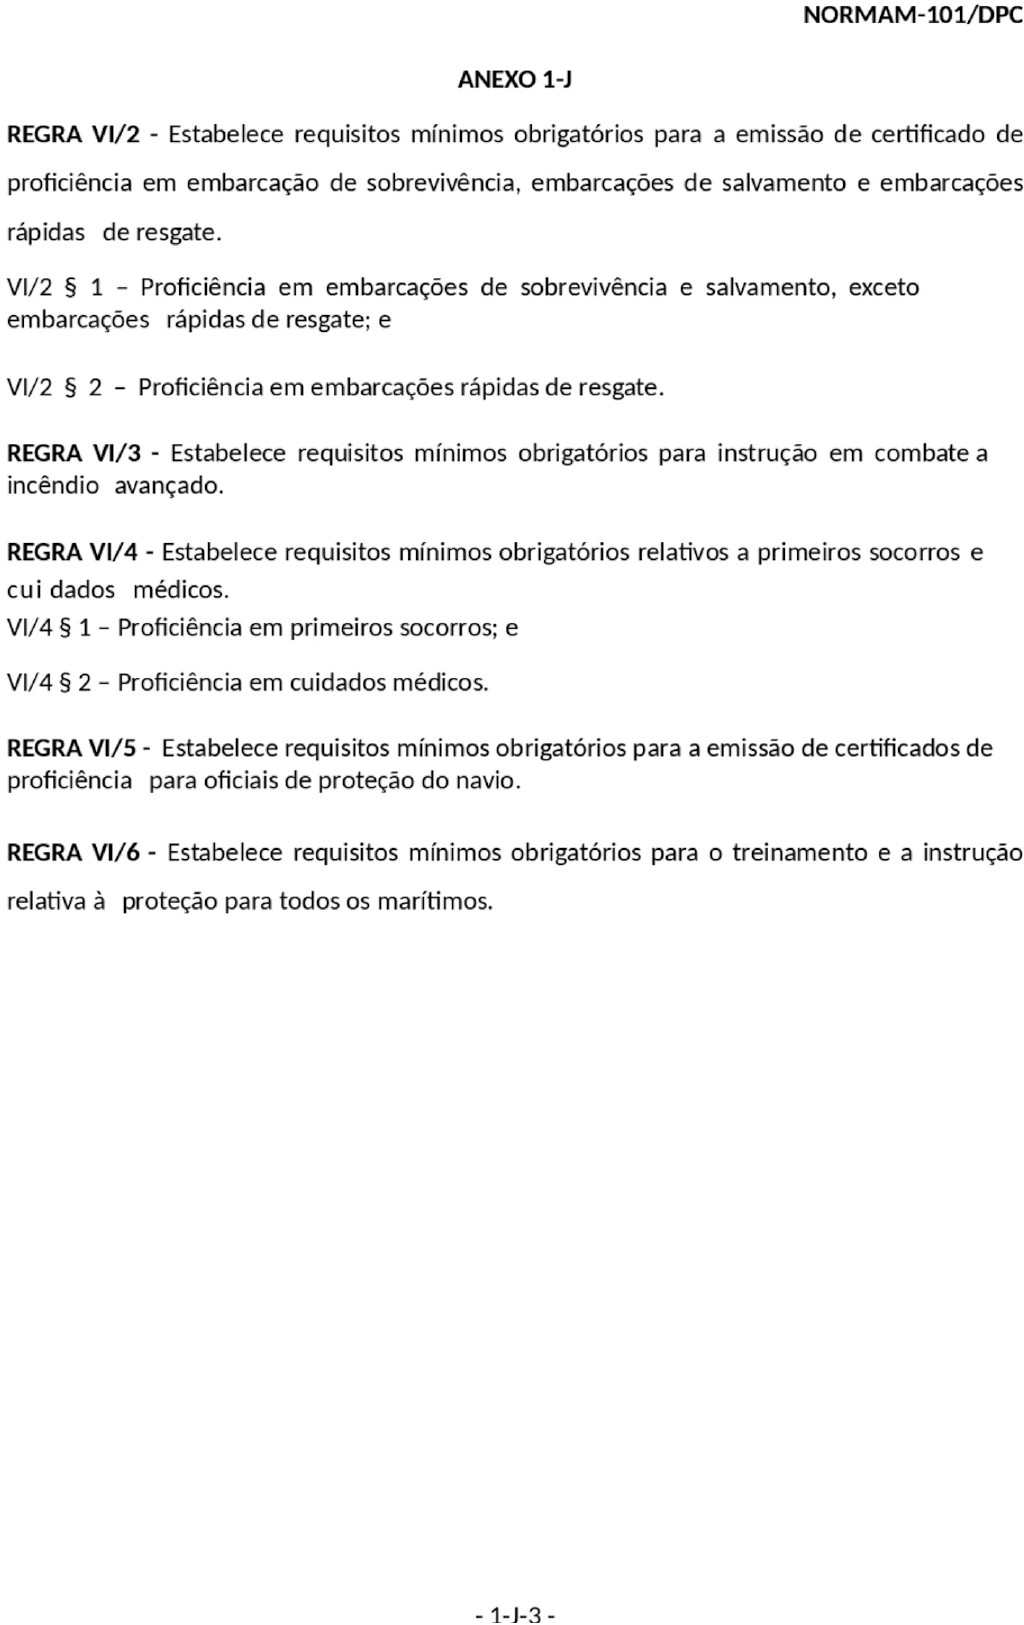 NORMAM-101/DPC
ANEXO 1-J
REGRA VI/2 - Estabelece requisitos mínimos obrigatórios para a emissão de certificado de
proficiência em embarcação de sobrevivência, embarcações de salvamento e embarcações
rápidas de resgate.
VI/2 § 1 – Proficiência em embarcações de sobrevivência e salvamento, exceto
embarcações rápidas de resgate; e
VI/2 § 2 – Proficiência em embarcações rápidas de resgate.
REGRA VI/3 - Estabelece requisitos mínimos obrigatórios para instrução em combate a
incêndio avançado.
REGRA VI/4 - Estabelece requisitos mínimos obrigatórios relativos a primeiros socorros e
cui dados médicos.
VI/4 § 1 – Proficiência em primeiros socorros; e
VI/4 § 2 – Proficiência em cuidados médicos.
REGRA VI/5 - Estabelece requisitos mínimos obrigatórios para a emissão de certificados de
proficiência para oficiais de proteção do navio.
REGRA VI/6 - Estabelece requisitos mínimos obrigatórios para o treinamento e a instrução
relativa à proteção para todos os marítimos.
- 1-J-3 -